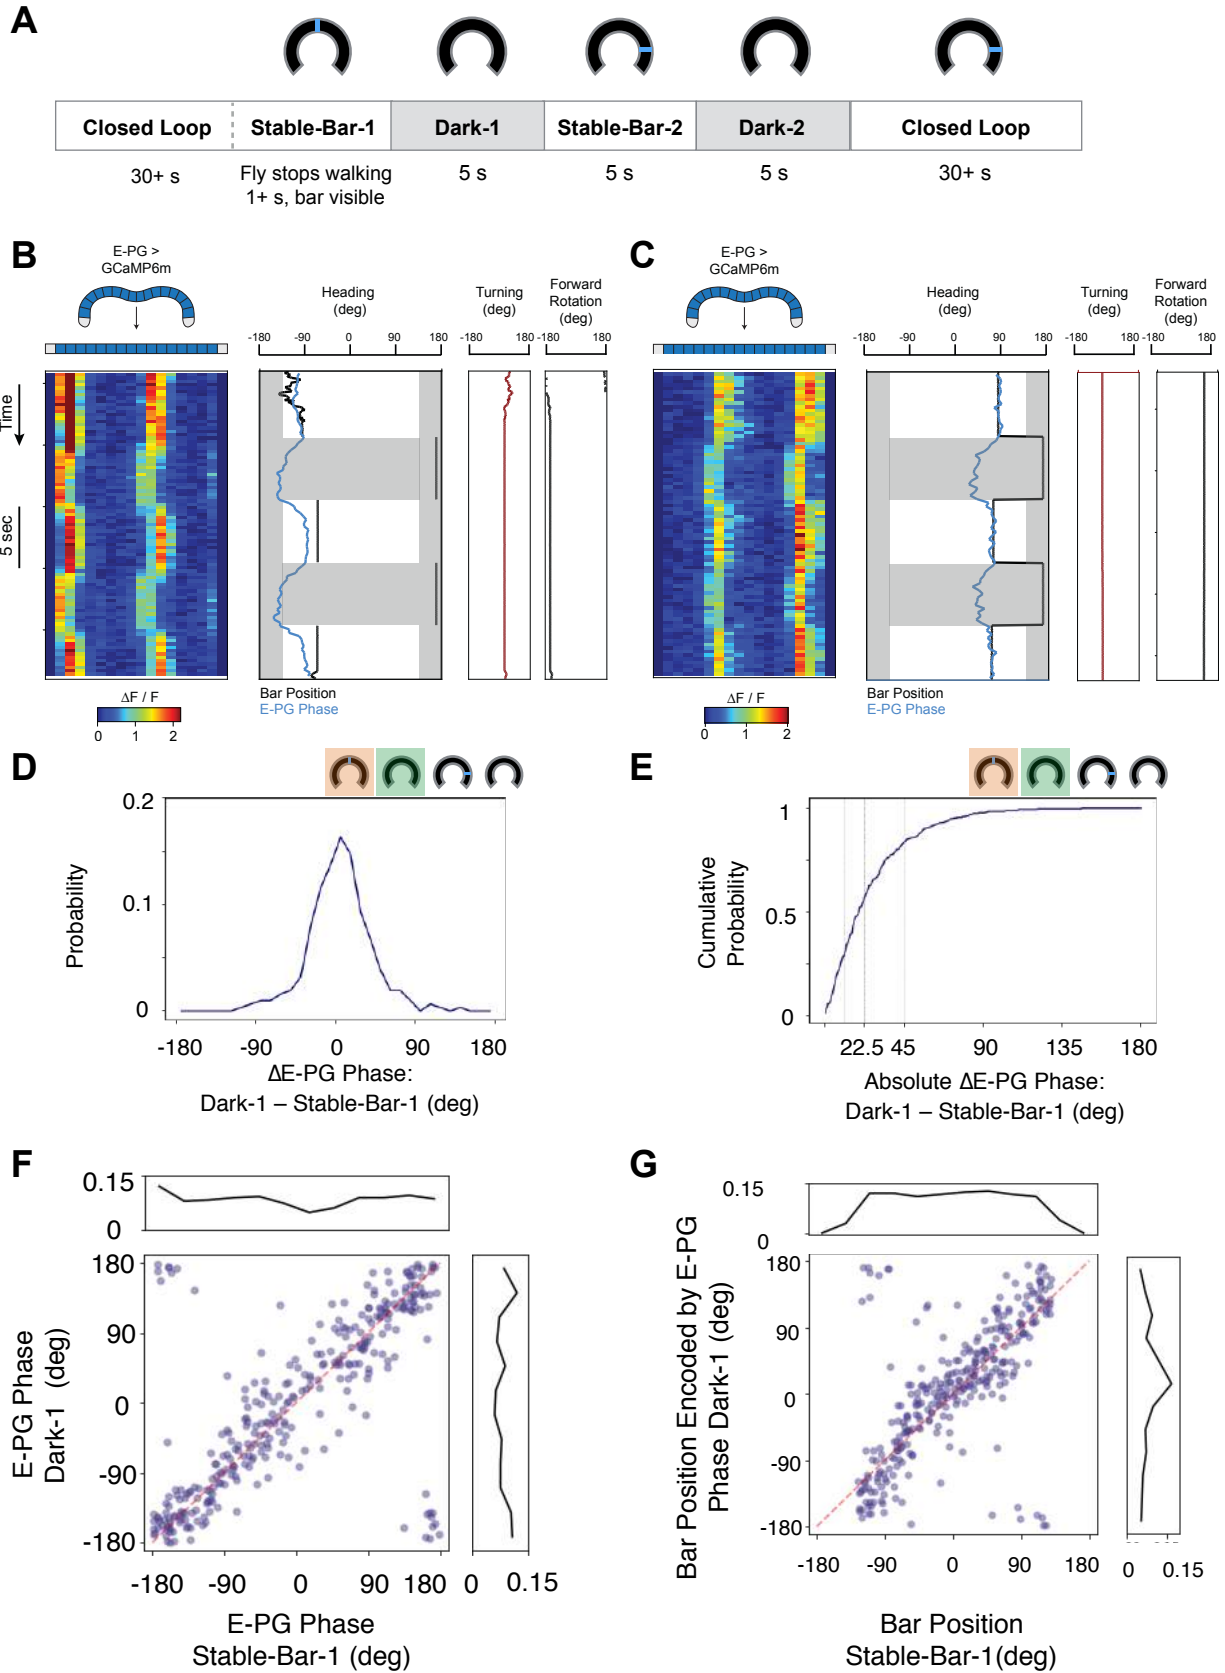 A
Closed Loop
Stable-Bar-1
Dark-1
Stable-Bar-2
Dark-2
Closed Loop
30+ s
Fly stops walking
1+ s, bar visible
5 s
5 s
5 s
30+ s
B
E-PG >
GCaMP6m
Heading
(deg)
Turning
(deg)
Forward
Rotation
(deg)
-180 -90 0 90 180
-180 180
-180 180
Time
5 sec
ΔF / F
0 1 2
Bar Position
E-PG Phase
C
E-PG >
GCaMP6m
Heading
(deg)
Turning
(deg)
Forward
Rotation
(deg)
-180 -90 0 90 180
-180 180
-180 180
ΔF / F
0 1 2
Bar Position
E-PG Phase
D
0.2
0.1
0
Probability
-180 -90 0 90 180
ΔE-PG Phase:
Dark-1 – Stable-Bar-1 (deg)
E
1
0.5
0
Cumulative
Probability
22.5 45 90 135 180
Absolute ΔE-PG Phase:
Dark-1 – Stable-Bar-1 (deg)
F
0.15
0
180
90
0
-90
-180
E-PG Phase
Dark-1 (deg)
-180 -90 0 90 180
0 0.15
E-PG Phase
Stable-Bar-1 (deg)
G
0.15
0
180
90
0
-90
-180
Bar Position Encoded by E-PG
Phase Dark-1 (deg)
-180 -90 0 90 180
0 0.15
Bar Position
Stable-Bar-1(deg)